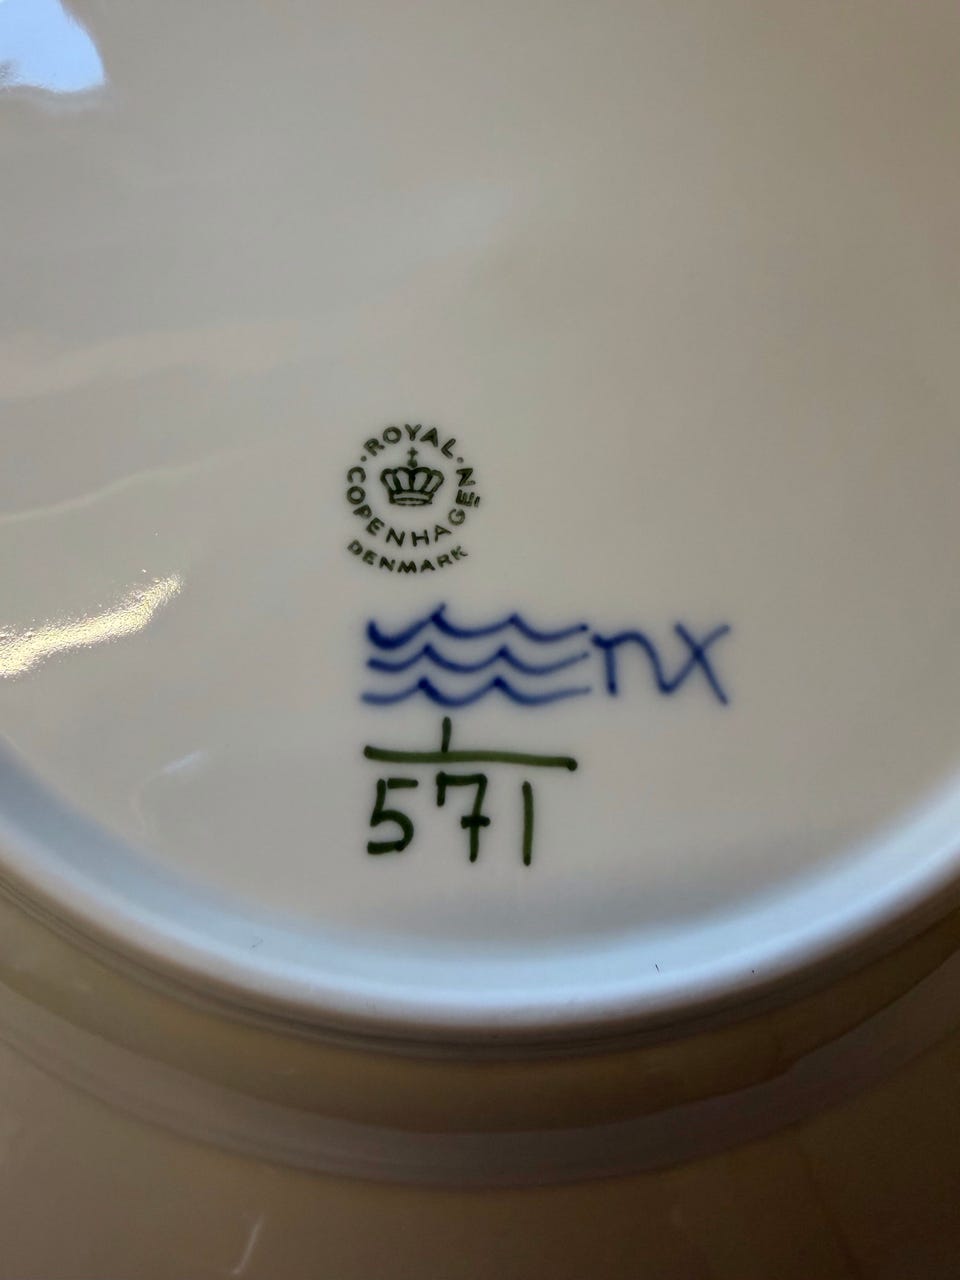 ROYAL COPENHAGEN
DENMARK
nx
1
571